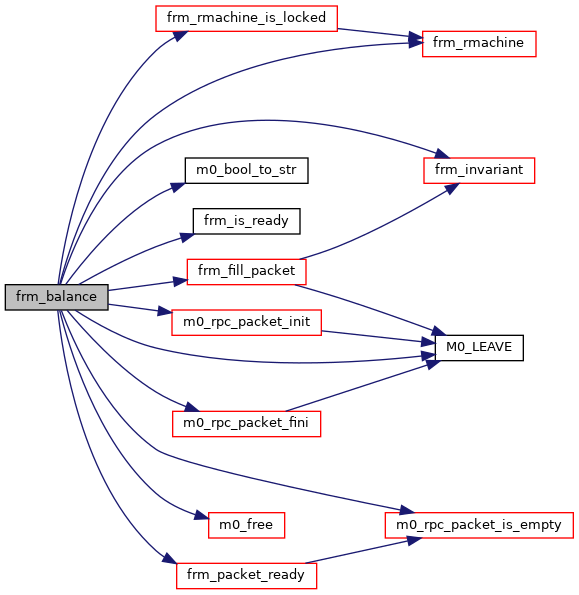 frm_rmachine_is_locked
frm_rmachine
m0_bool_to_str
frm_invariant
frm_is_ready
frm_fill_packet
frm_balance
m0_rpc_packet_init
M0_LEAVE
m0_rpc_packet_fini
m0_free
m0_rpc_packet_is_empty
frm_packet_ready